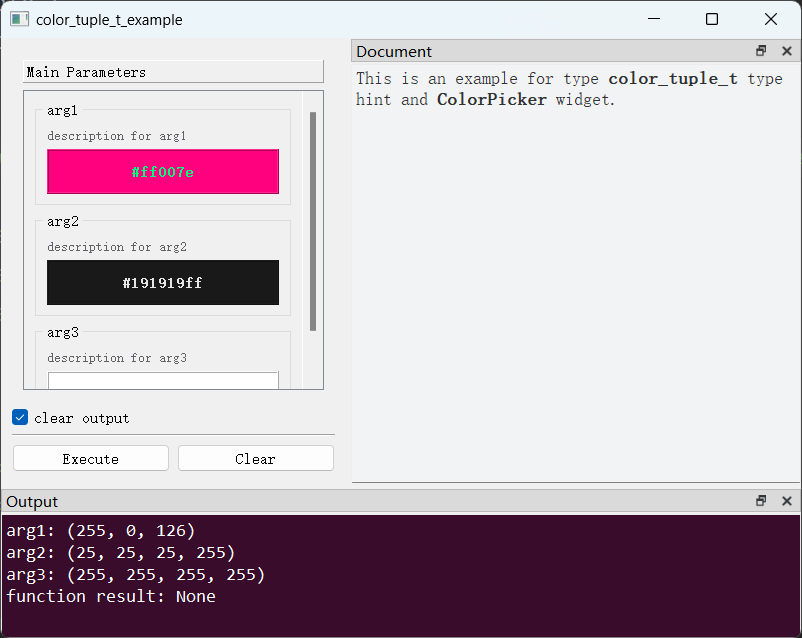 color_tuple_t_example
Main Parameters
arg1
description for arg1
#ff007e
arg2
description for arg2
#191919ff
arg3
description for arg3
clear output
Execute
Clear
Document
This is an example for type color_tuple_t type
hint and ColorPicker widget.
Output
arg1: (255, 0, 126)
arg2: (25, 25, 25, 255)
arg3: (255, 255, 255, 255)
function result: None